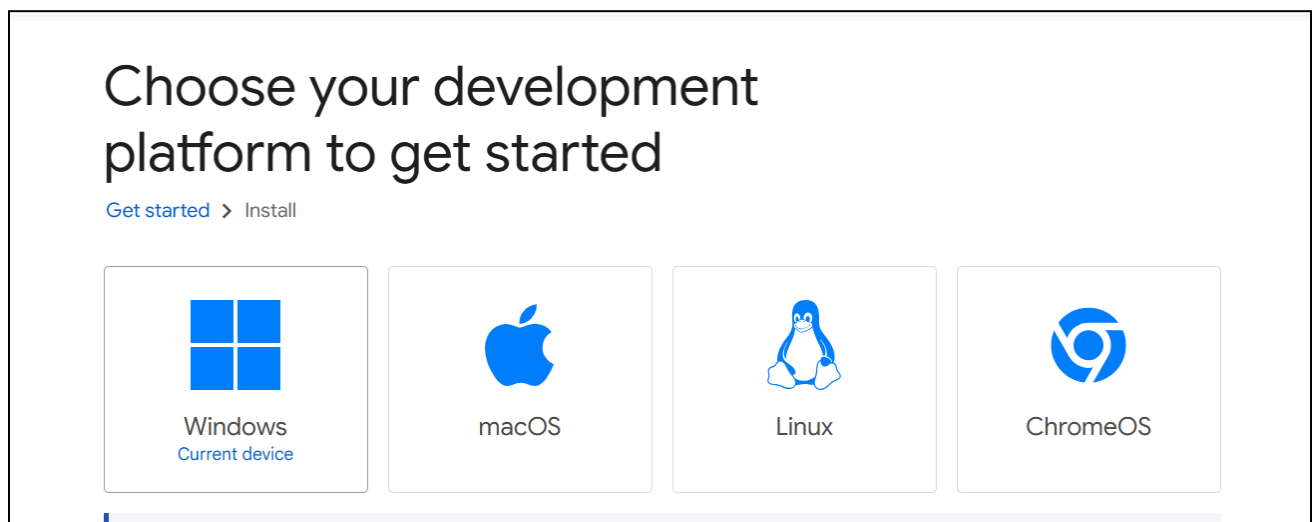 Choose your development
platform to get started
Get started > Install
Windows
Current device
macOS
Linux
ChromeOS